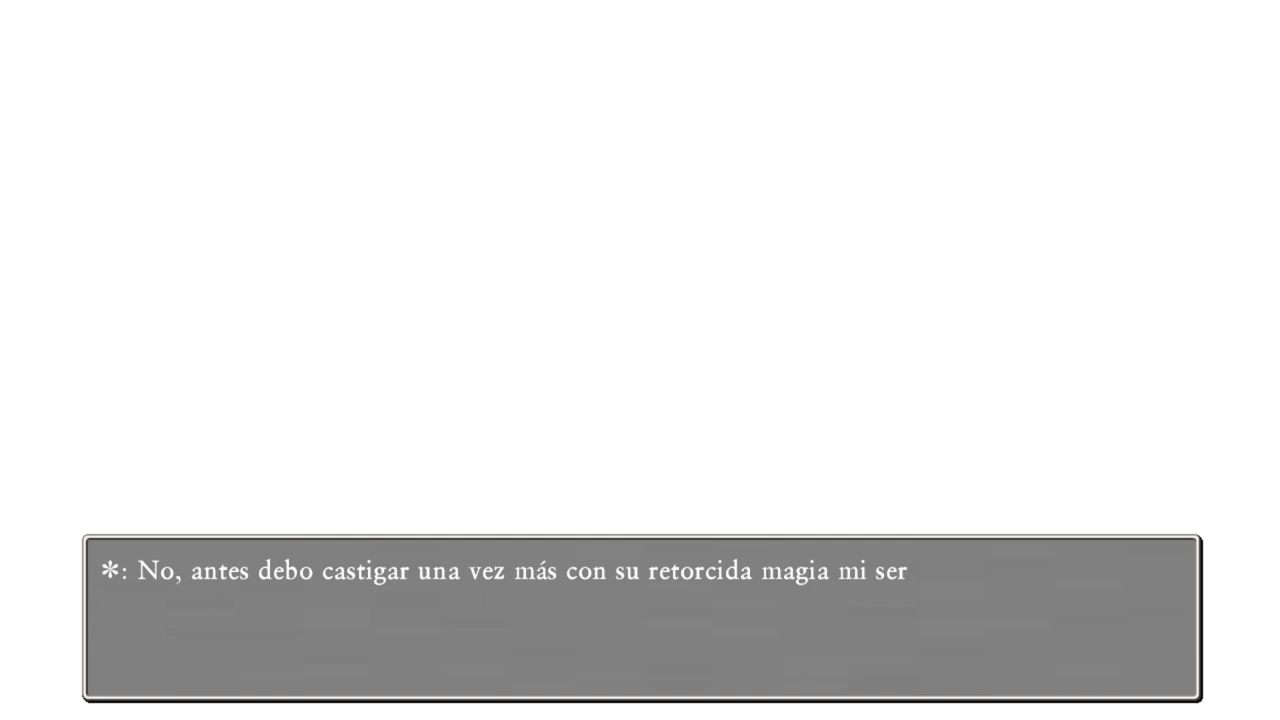 *: No, antes debo castigar una vez más con su retorcida magia mi ser